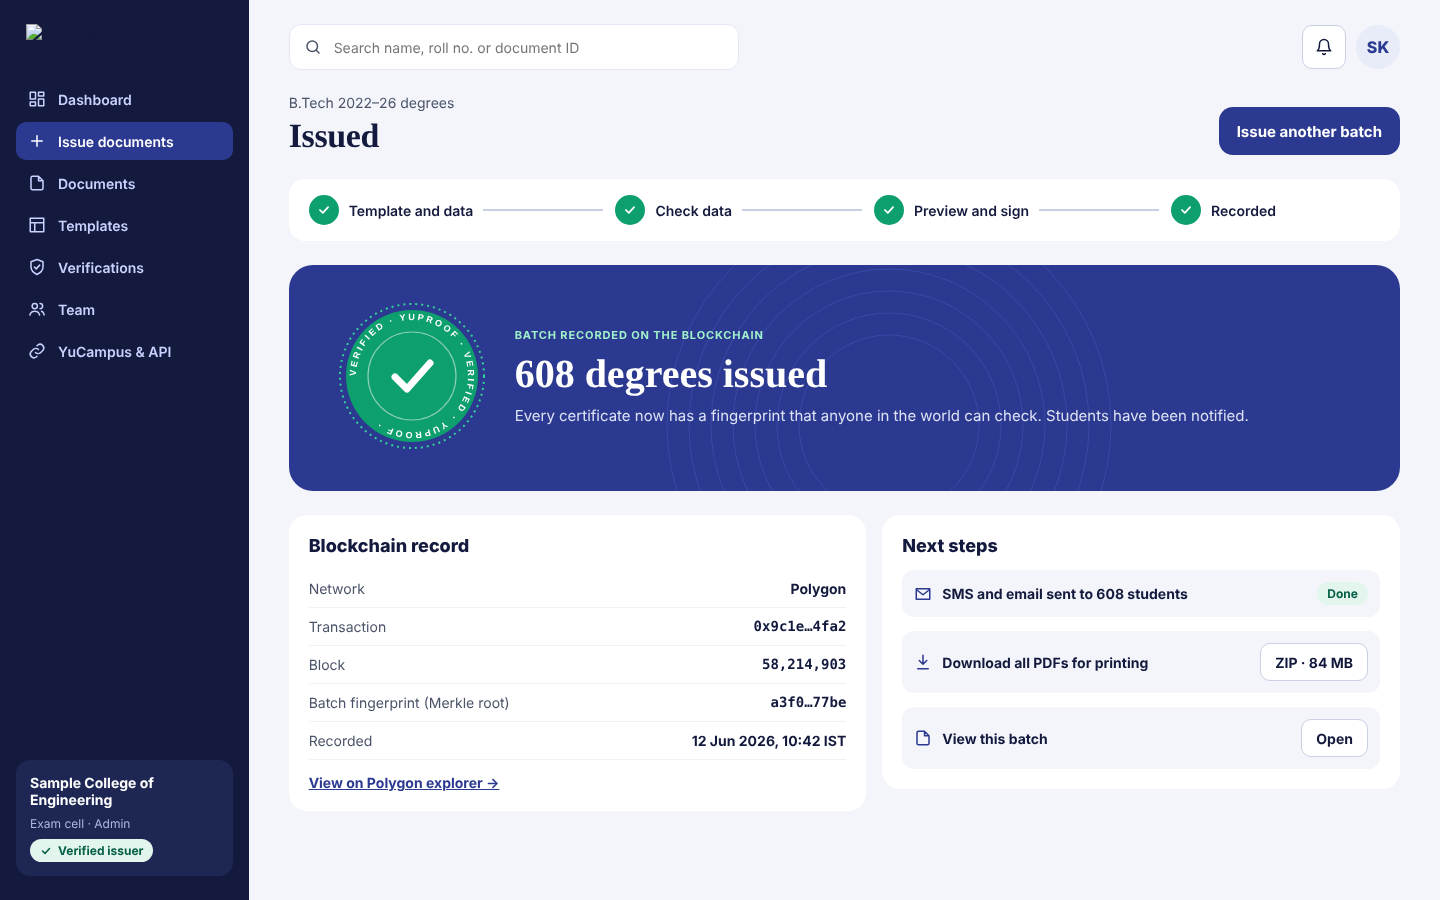 Search name, roll no. or document ID
SK
Dashboard
Issue documents
Documents
Templates
Verifications
Team
YuCampus & API
Sample College of
Engineering
Exam cell · Admin
Verified issuer
B.Tech 2022–26 degrees
Issued
Issue another batch
Template and data
Check data
Preview and sign
Recorded
VERIFIED · YUPROOF · VERIFIED · YUPROOF ·
BATCH RECORDED ON THE BLOCKCHAIN
608 degrees issued
Every certificate now has a fingerprint that anyone in the world can check. Students have been notified.
Blockchain record
Network Polygon
Transaction 0x9c1e…4fa2
Block 58,214,903
Batch fingerprint (Merkle root) a3f0…77be
Recorded 12 Jun 2026, 10:42 IST
View on Polygon explorer →
Next steps
SMS and email sent to 608 students Done
Download all PDFs for printing ZIP · 84 MB
View this batch Open